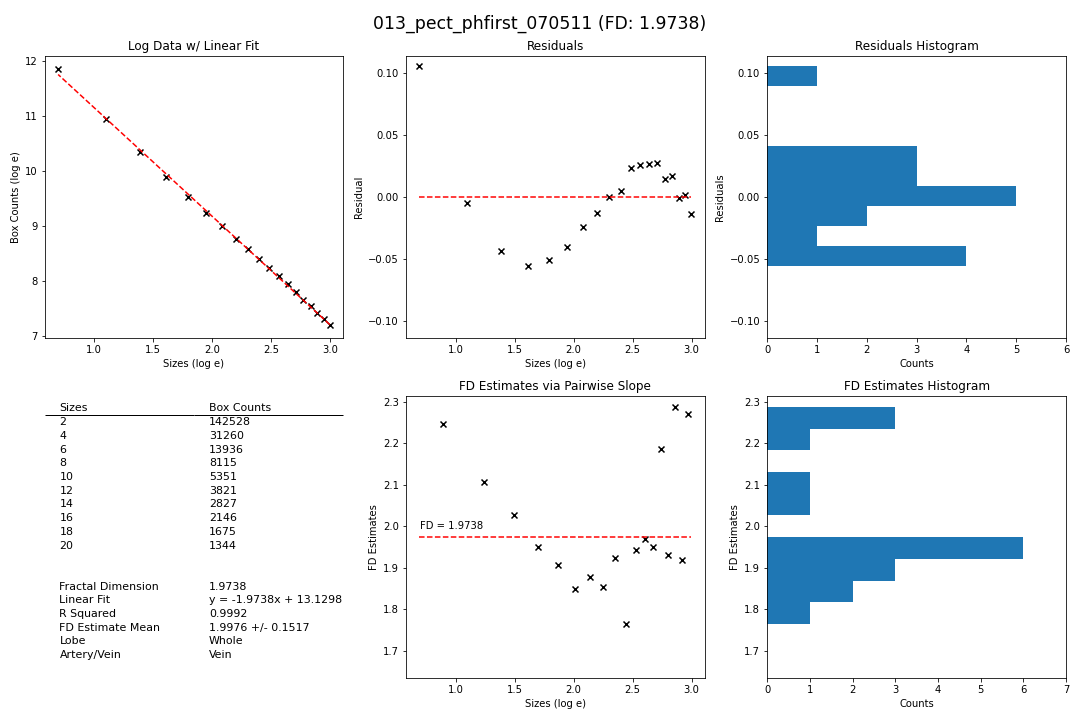 013_pect_phfirst_070511 (FD: 1.9738)
Log Data w/ Linear Fit
12
11
10
9
8
7
Box Counts (log e)
1.0 1.5 2.0 2.5 3.0
Sizes (log e)
Residuals
0.10
0.05
0.00
−0.05
−0.10
Residual
1.0 1.5 2.0 2.5 3.0
Sizes (log e)
Residuals Histogram
0.10
0.05
0.00
−0.05
−0.10
Residuals
0 1 2 3 4 5 6
Counts
Sizes Box Counts
2 142528
4 31260
6 13936
8 8115
10 5351
12 3821
14 2827
16 2146
18 1675
20 1344
Fractal Dimension 1.9738
Linear Fit y = -1.9738x + 13.1298
R Squared 0.9992
FD Estimate Mean 1.9976 +/- 0.1517
Lobe Whole
Artery/Vein Vein
FD Estimates via Pairwise Slope
2.3
2.2
2.1
2.0
1.9
1.8
1.7
FD Estimates
FD = 1.9738
1.0 1.5 2.0 2.5 3.0
Sizes (log e)
FD Estimates Histogram
2.3
2.2
2.1
2.0
1.9
1.8
1.7
FD Estimates
0 1 2 3 4 5 6 7
Counts